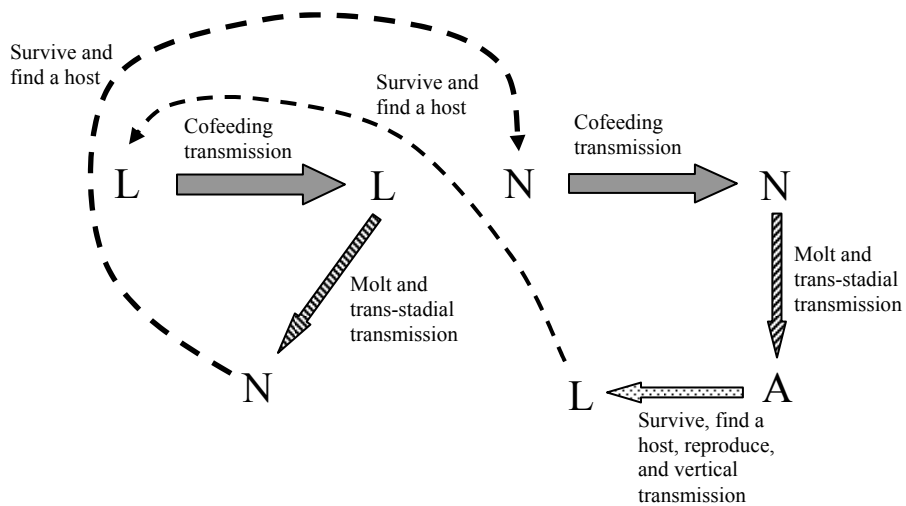 Survive and
find a host
Survive and
find a host
Cofeeding
transmission
Cofeeding
transmission
L
L
N
N
Molt and
trans-stadial
transmission
Molt and
trans-stadial
transmission
N
L
A
Survive, find a
host, reproduce,
and vertical
transmission